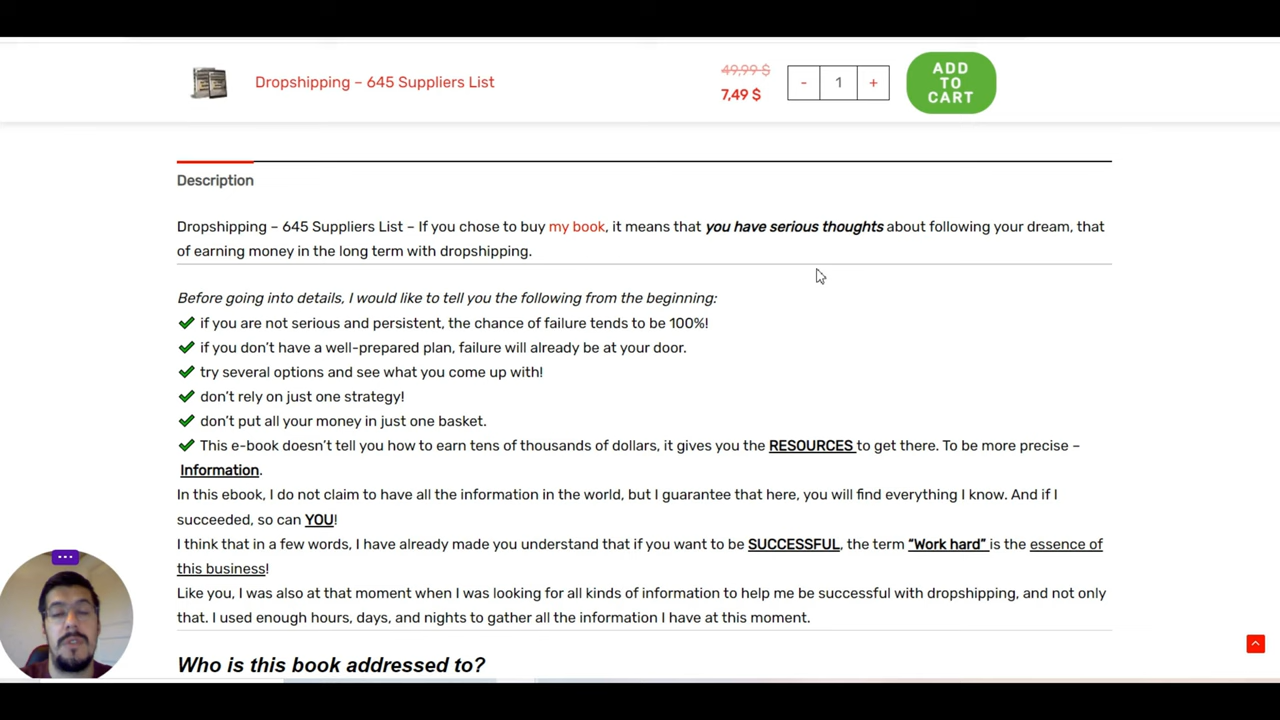 Dropshipping – 645 Suppliers List
49,99 $
7,49 $
- 1 +
ADD
TO
CART
Description
Dropshipping – 645 Suppliers List – If you chose to buy my book, it means that you have serious thoughts about following your dream, that
of earning money in the long term with dropshipping.
Before going into details, I would like to tell you the following from the beginning:
if you are not serious and persistent, the chance of failure tends to be 100%!
if you don't have a well-prepared plan, failure will already be at your door.
try several options and see what you come up with!
don't rely on just one strategy!
don't put all your money in just one basket.
This e-book doesn't tell you how to earn tens of thousands of dollars, it gives you the RESOURCES to get there. To be more precise –
Information.
In this ebook, I do not claim to have all the information in the world, but I guarantee that here, you will find everything I know. And if I
succeeded, so can YOU!
I think that in a few words, I have already made you understand that if you want to be SUCCESSFUL, the term “Work hard” is the essence of
this business!
Like you, I was also at that moment when I was looking for all kinds of information to help me be successful with dropshipping, and not only
that. I used enough hours, days, and nights to gather all the information I have at this moment.
Who is this book addressed to?